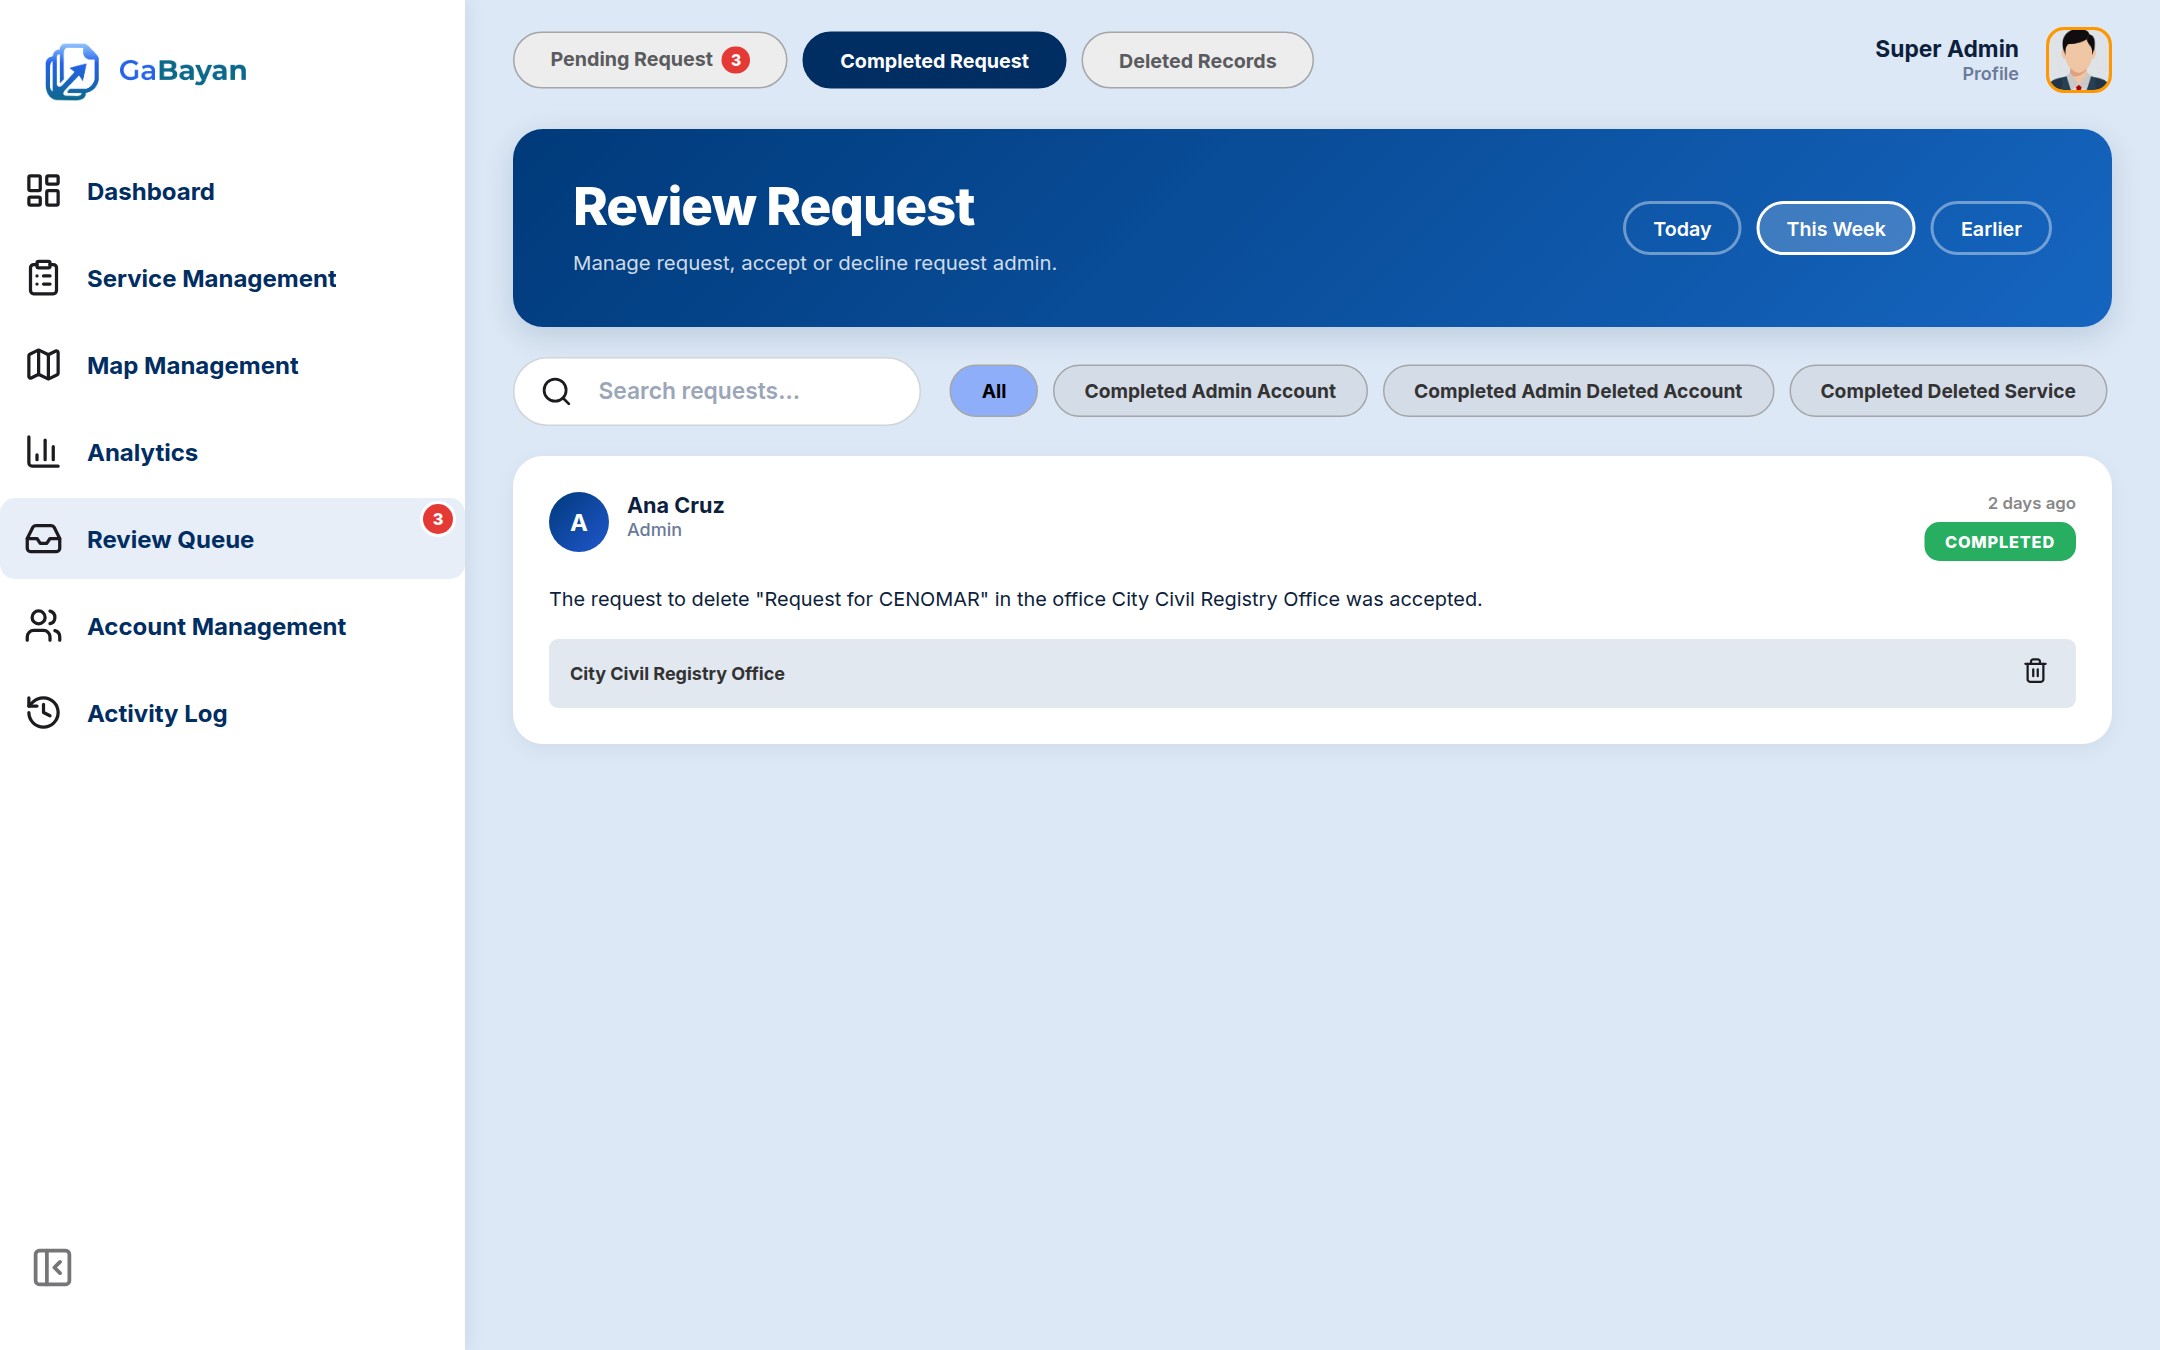 GaBayan
Dashboard
Service Management
Map Management
Analytics
Review Queue
3
Account Management
Activity Log
Pending Request 3
Completed Request
Deleted Records
Super Admin
Profile
Review Request
Manage request, accept or decline request admin.
Today
This Week
Earlier
Search requests...
All
Completed Admin Account
Completed Admin Deleted Account
Completed Deleted Service
A
Ana Cruz
Admin
2 days ago
COMPLETED
The request to delete "Request for CENOMAR" in the office City Civil Registry Office was accepted.
City Civil Registry Office